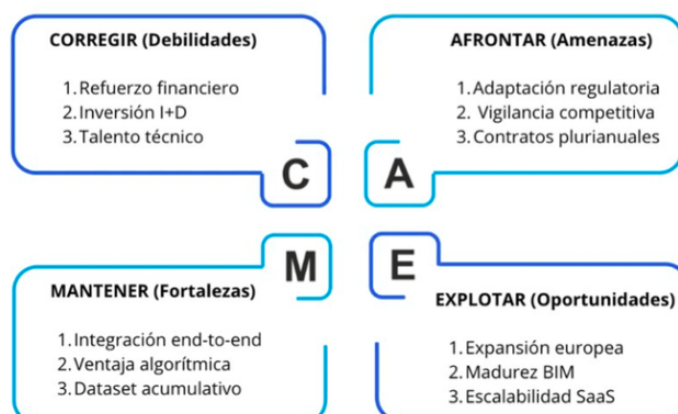 CORREGIR (Debilidades)
1. Refuerzo financiero
2. Inversión I+D
3. Talento técnico
C
AFRONTAR (Amenazas)
1. Adaptación regulatoria
2. Vigilancia competitiva
3. Contratos plurianuales
A
M
MANTENER (Fortalezas)
1. Integración end-to-end
2. Ventaja algorítmica
3. Dataset acumulativo
E
EXPLOTAR (Oportunidades)
1. Expansión europea
2. Madurez BIM
3. Escalabilidad SaaS